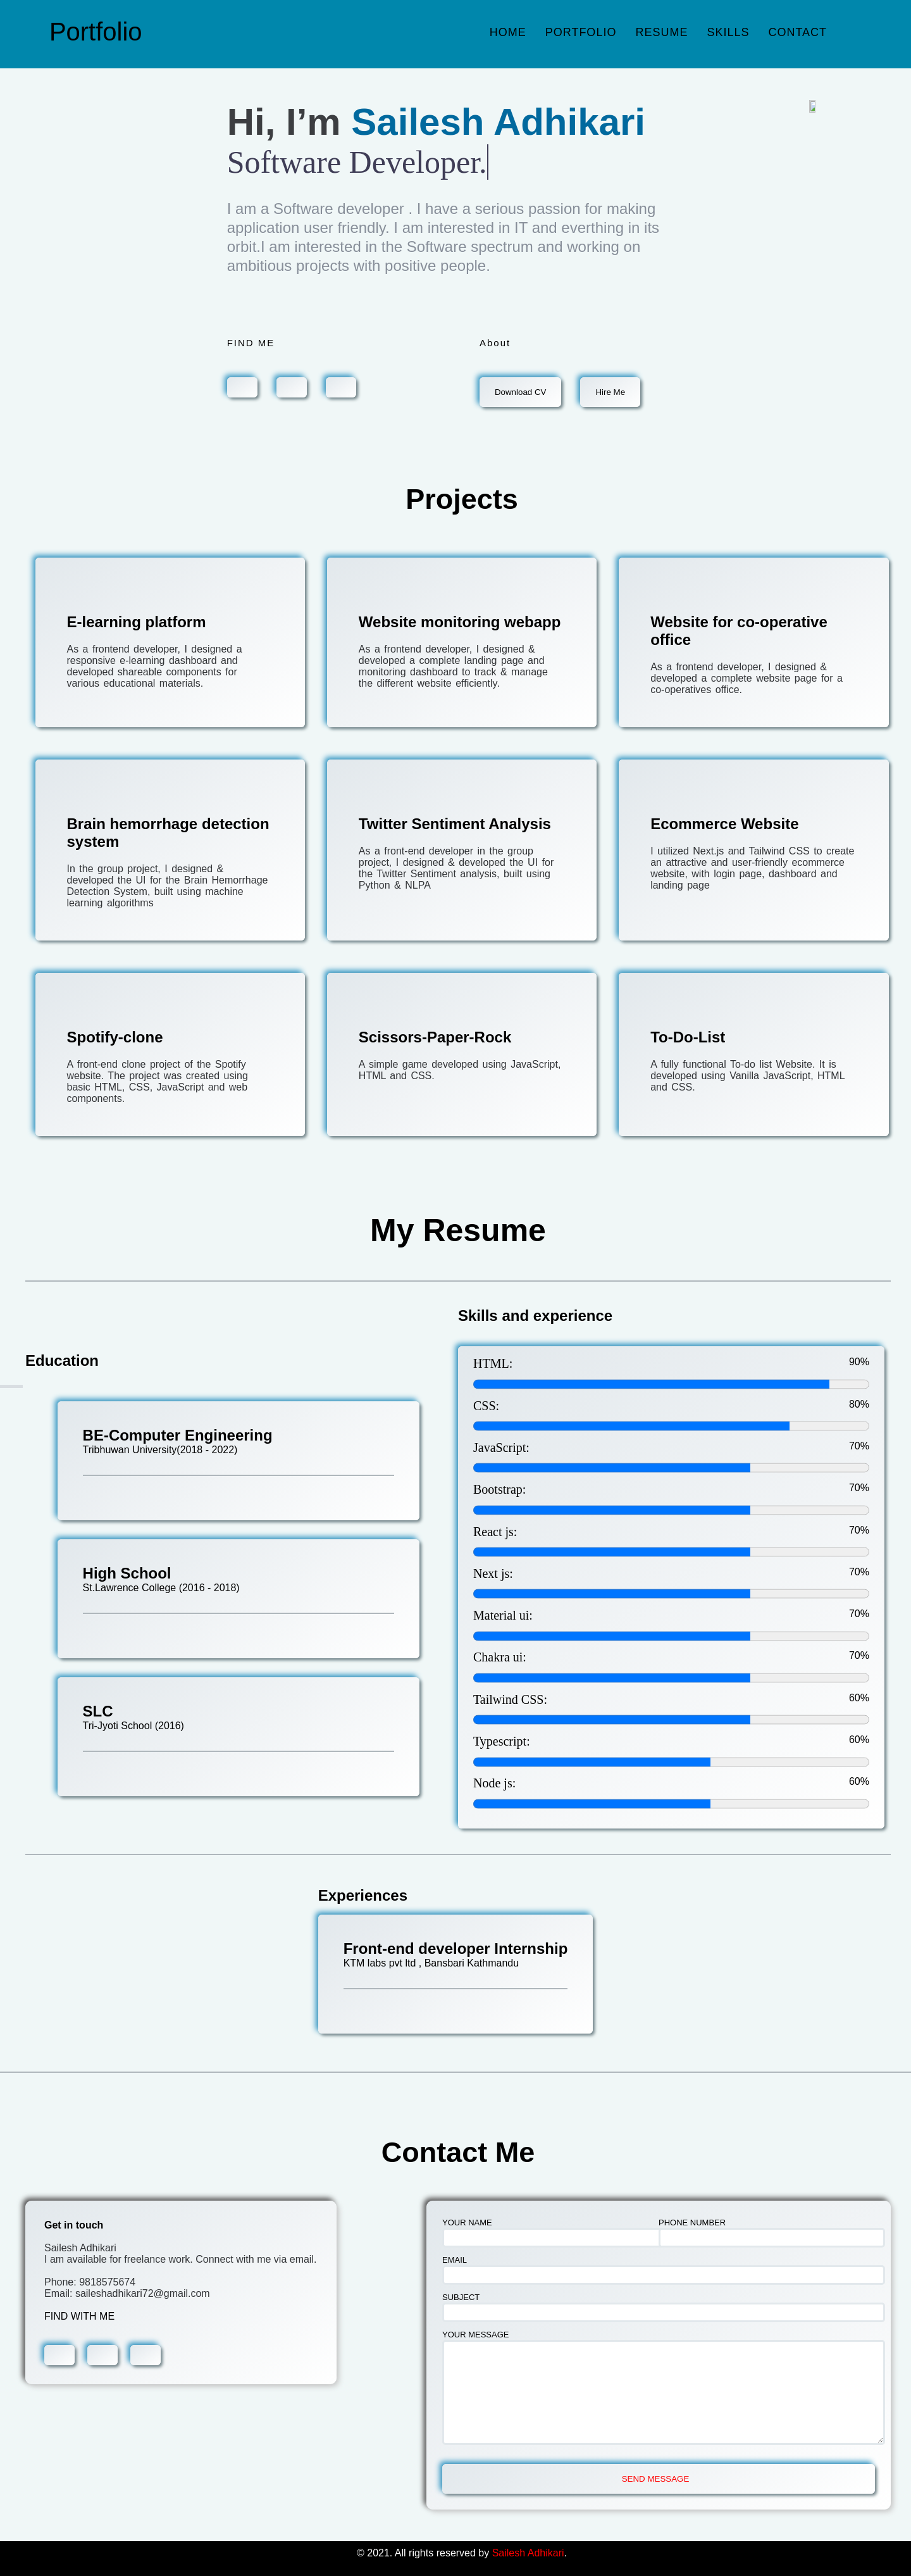 Portfolio
HOME PORTFOLIO RESUME SKILLS CONTACT
Hi, I’m Sailesh Adhikari
Software Developer.
I am a Software developer . I have a serious passion for making
application user friendly. I am interested in IT and everthing in its
orbit.I am interested in the Software spectrum and working on
ambitious projects with positive people.
FIND ME
About
Download CV
Hire Me
Projects
E-learning platform
As a frontend developer, I designed a
responsive e-learning dashboard and
developed shareable components for
various educational materials.
Website monitoring webapp
As a frontend developer, I designed &
developed a complete landing page and
monitoring dashboard to track & manage
the different website efficiently.
Website for co-operative
office
As a frontend developer, I designed &
developed a complete website page for a
co-operatives office.
Brain hemorrhage detection
system
In the group project, I designed &
developed the UI for the Brain Hemorrhage
Detection System, built using machine
learning algorithms
Twitter Sentiment Analysis
As a front-end developer in the group
project, I designed & developed the UI for
the Twitter Sentiment analysis, built using
Python & NLPA
Ecommerce Website
I utilized Next.js and Tailwind CSS to create
an attractive and user-friendly ecommerce
website, with login page, dashboard and
landing page
Spotify-clone
A front-end clone project of the Spotify
website. The project was created using
basic HTML, CSS, JavaScript and web
components.
Scissors-Paper-Rock
A simple game developed using JavaScript,
HTML and CSS.
To-Do-List
A fully functional To-do list Website. It is
developed using Vanilla JavaScript, HTML
and CSS.
My Resume
Education
BE-Computer Engineering
Tribhuwan University(2018 - 2022)
High School
St.Lawrence College (2016 - 2018)
SLC
Tri-Jyoti School (2016)
Skills and experience
HTML: 90%
CSS: 80%
JavaScript: 70%
Bootstrap: 70%
React js: 70%
Next js: 70%
Material ui: 70%
Chakra ui: 70%
Tailwind CSS: 60%
Typescript: 60%
Node js: 60%
Experiences
Front-end developer Internship
KTM labs pvt ltd , Bansbari Kathmandu
Contact Me
Get in touch
Sailesh Adhikari
I am available for freelance work. Connect with me via email.
Phone: 9818575674
Email: saileshadhikari72@gmail.com
FIND WITH ME
YOUR NAME
PHONE NUMBER
EMAIL
SUBJECT
YOUR MESSAGE
SEND MESSAGE
© 2021. All rights reserved by Sailesh Adhikari.